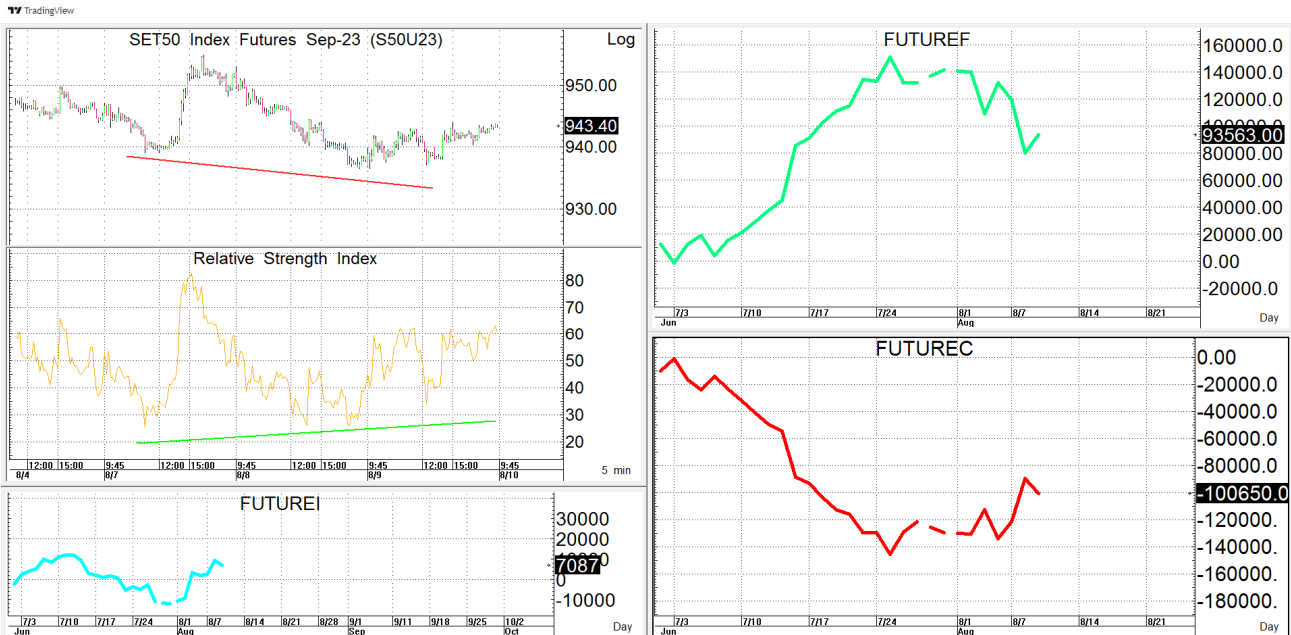 TradingView
SET50 Index Futures Sep-23 (S50U23)
Log
950.00
943.40
940.00
930.00
Relative Strength Index
80
70
60
50
40
30
20
12:00 15:00 9:45 12:00 15:00 9:45 12:00 15:00 9:45 12:00 15:00 9:45
8/4 8/7 8/8 8/9 8/10
5 min
FUTUREI
30000
20000
7087
0
-10000
7/3 7/10 7/17 7/24 8/1 8/7 8/14 8/21 8/28 9/1 9/11 9/18 9/25 10/2
Jun Aug Sep Oct
Day
FUTUREF
160000.0
140000.0
120000.0
93563.00
80000.00
60000.00
40000.00
20000.00
0.00
-20000.0
7/3 7/10 7/17 7/24 8/1 8/7 8/14 8/21
Jun Aug
Day
FUTUREC
0.00
-20000.0
-40000.0
-60000.0
-80000.0
-100650.0
-120000.
-140000.
-160000.
-180000.
7/3 7/10 7/17 7/24 8/1 8/7 8/14 8/21
Jun Aug
Day